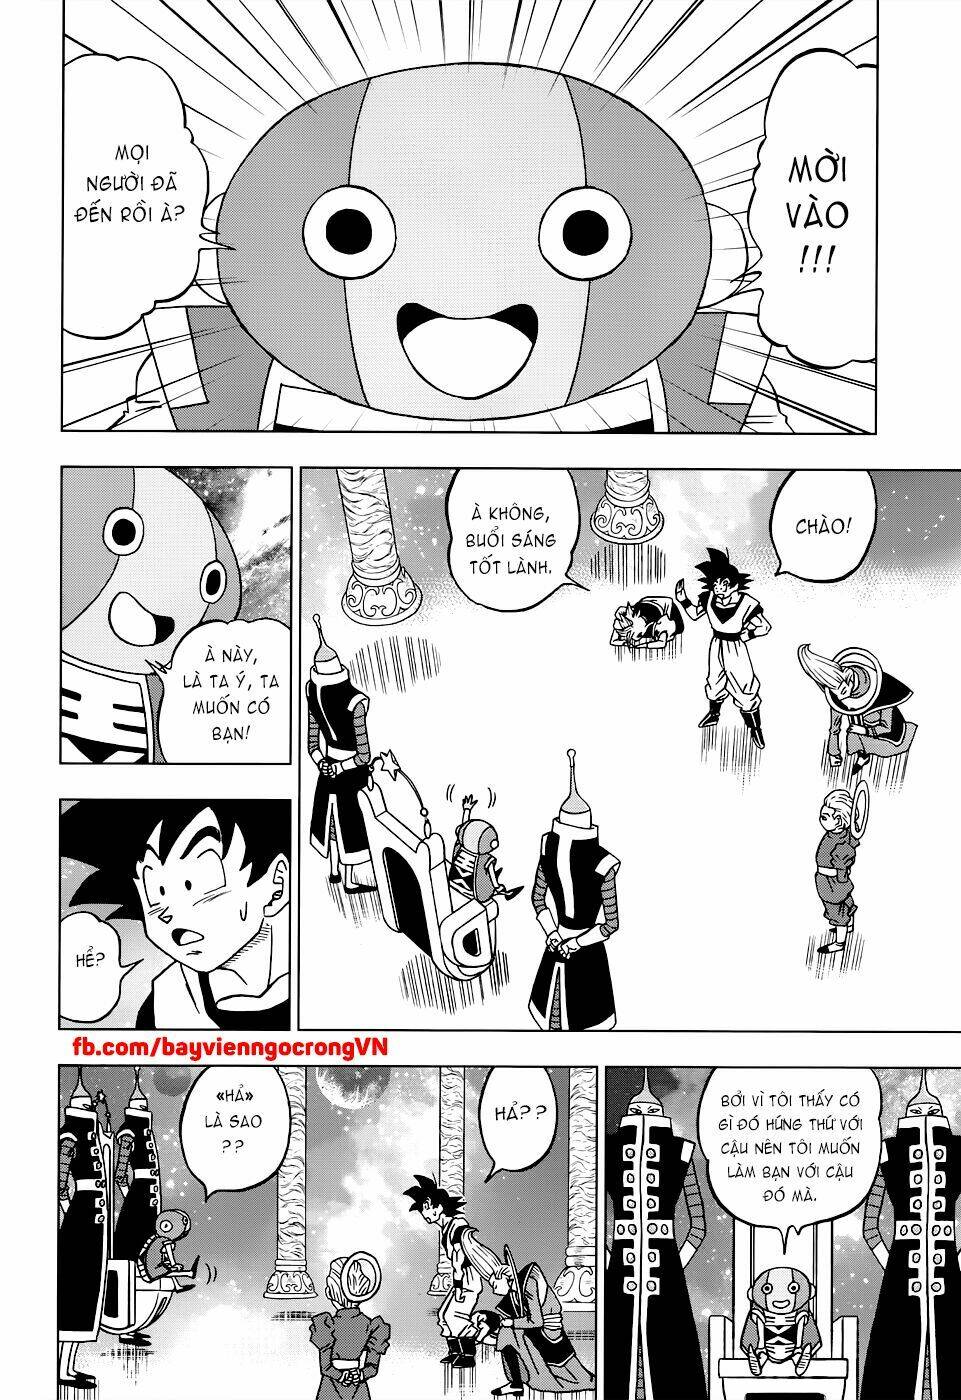 MỜI
VÀO
!!!
MỌI
NGƯỜI ĐÃ
ĐẾN RỒI À?
CHÀO!
À KHÔNG,
BUỔI SÁNG
TỐT LÀNH.
À NÀY,
LÀ TA Ý, TA
MUỐN CÓ
BẠN!
HỂ?
fb.com/bayvienngocrongVN
BỞI VÌ TÔI THẤY CÓ
GÌ ĐÓ HỨNG THÚ VỚI
CẬU NÊN TÔI MUỐN
LÀM BẠN VỚI CẬU
ĐÓ MÀ.
HẢ??
«HẢ»
LÀ SAO
??